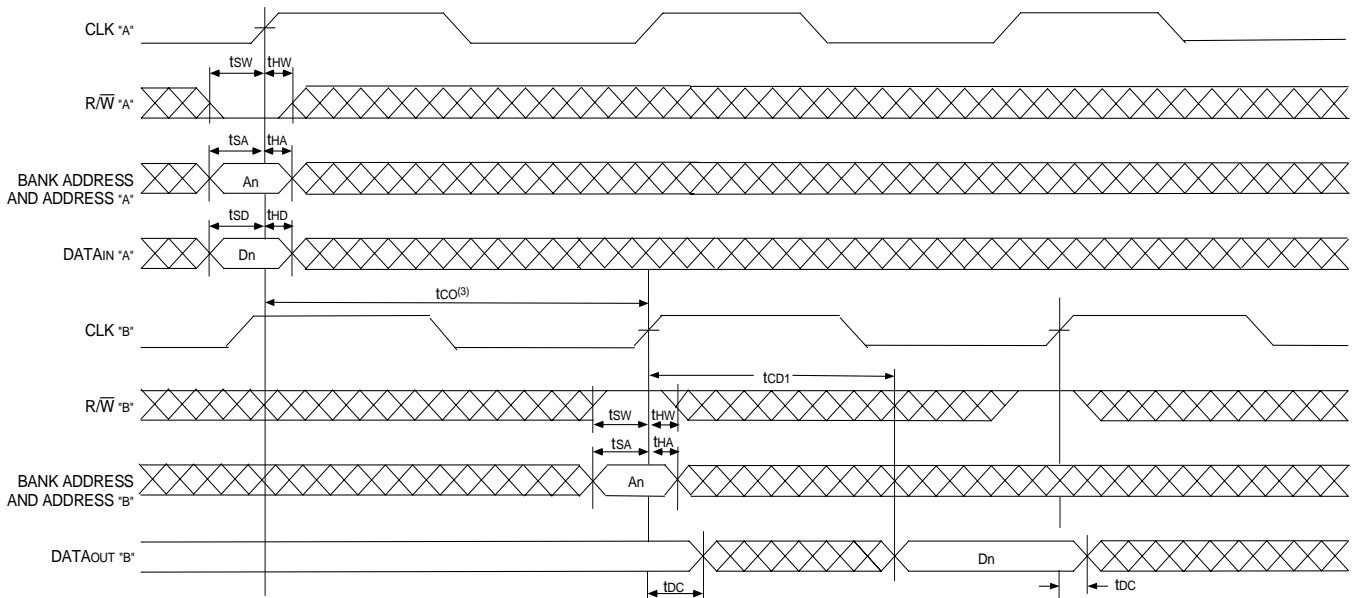 CLK "A"
tSW tHW
R/W̅ "A"
tSA tHA
BANK ADDRESS
AND ADDRESS "A"
An
tSD tHD
DATAIN "A"
Dn
tCO(3)
CLK "B"
tCD1
R/W̅ "B"
tSW tHW
tSA tHA
BANK ADDRESS
AND ADDRESS "B"
An
DATAOUT "B"
Dn
tDC
tDC